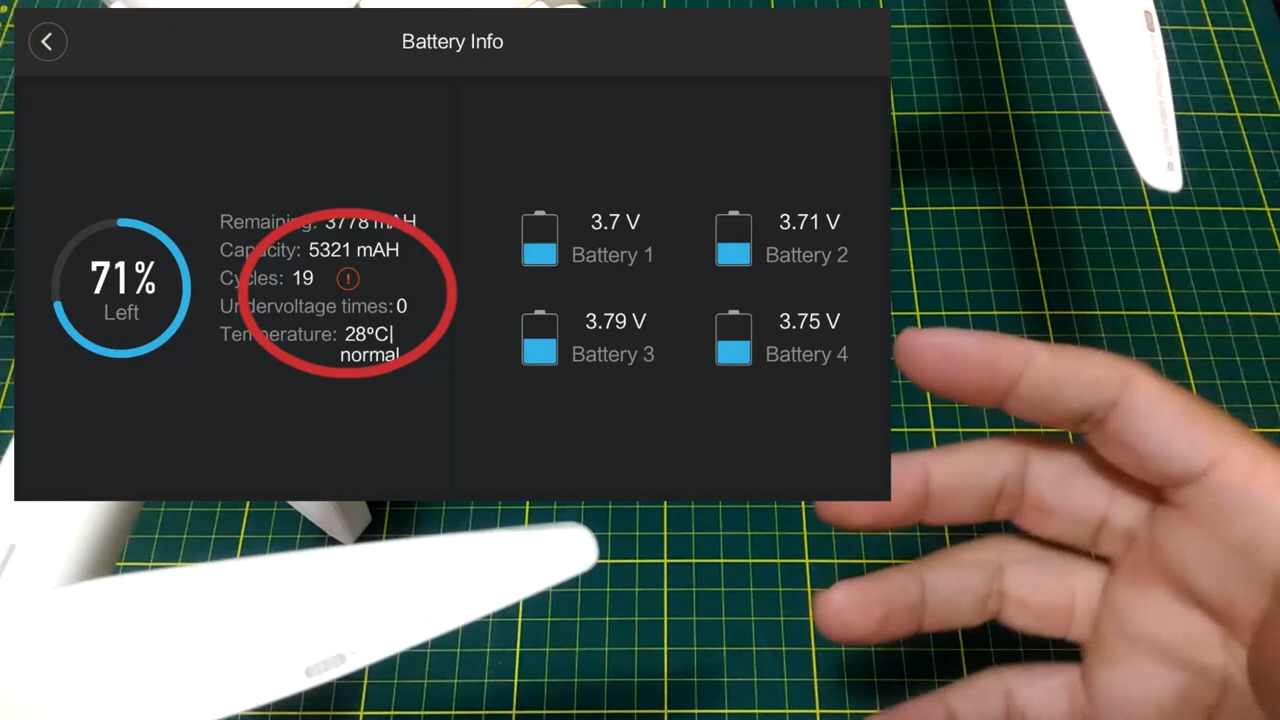 Battery Info
71%
Left
Remaining: 3778 mAH
Capacity: 5321 mAH
Cycles: 19
Undervoltage times: 0
Temperature: 28°C|
normal
3.7 V
Battery 1
3.71 V
Battery 2
3.79 V
Battery 3
3.75 V
Battery 4